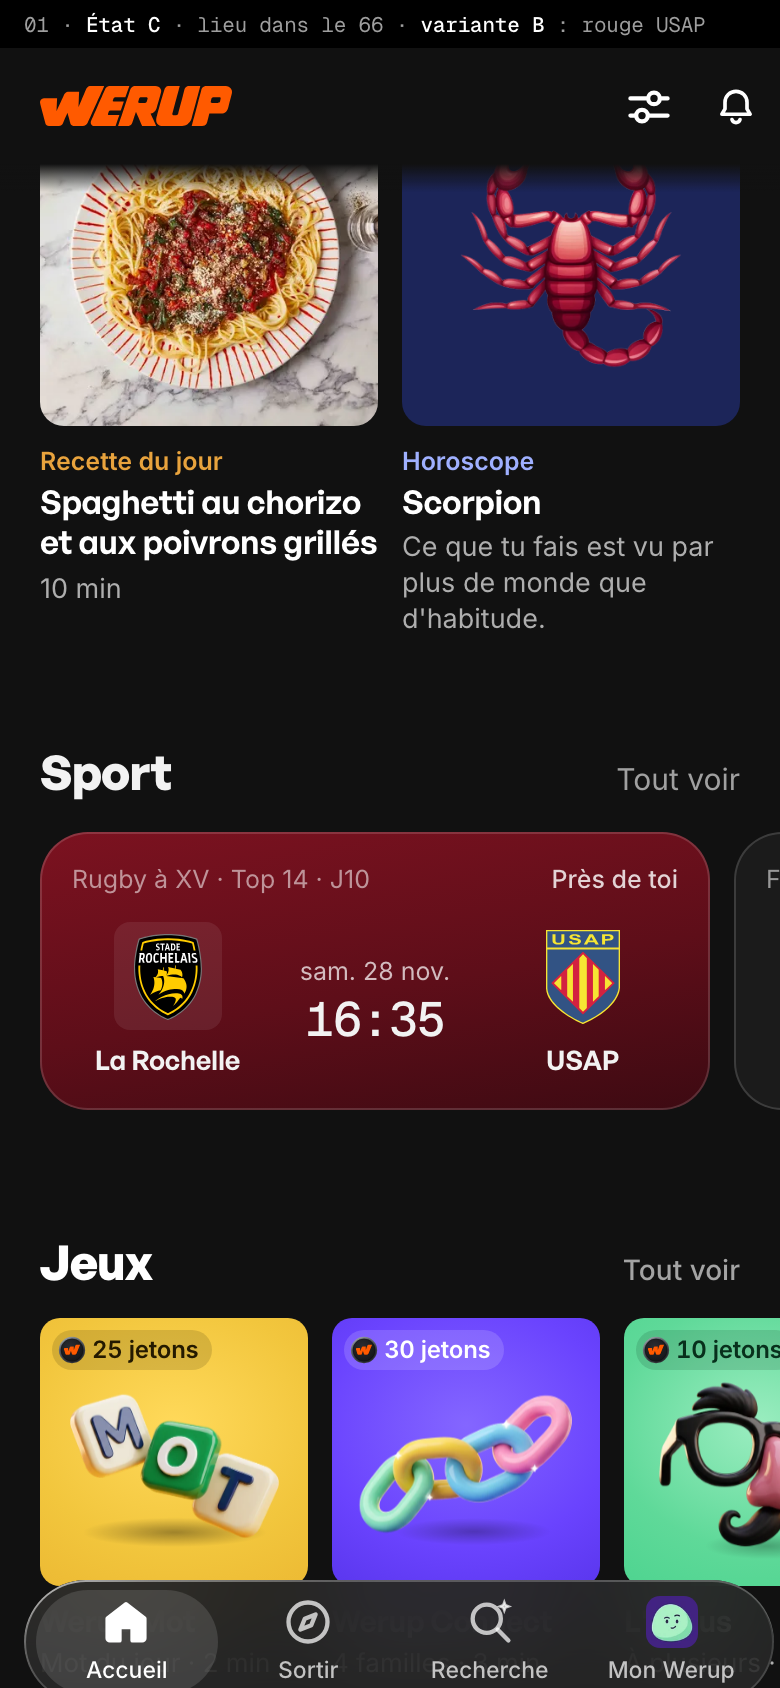 01 · État C · lieu dans le 66 · variante B : rouge USAP
WERUP
Recette du jour
Spaghetti au chorizo
et aux poivrons grillés
10 min
Horoscope
Scorpion
Ce que tu fais est vu par
plus de monde que
d'habitude.
Sport
Tout voir
Rugby à XV · Top 14 · J10
Près de toi
F
STADE
ROCHELAIS
USAP
sam. 28 nov.
16:35
La Rochelle
USAP
Jeux
Tout voir
25 jetons
30 jetons
10 jetons
M
O
T
Accueil
Sortir
Recherche
Mon Werup